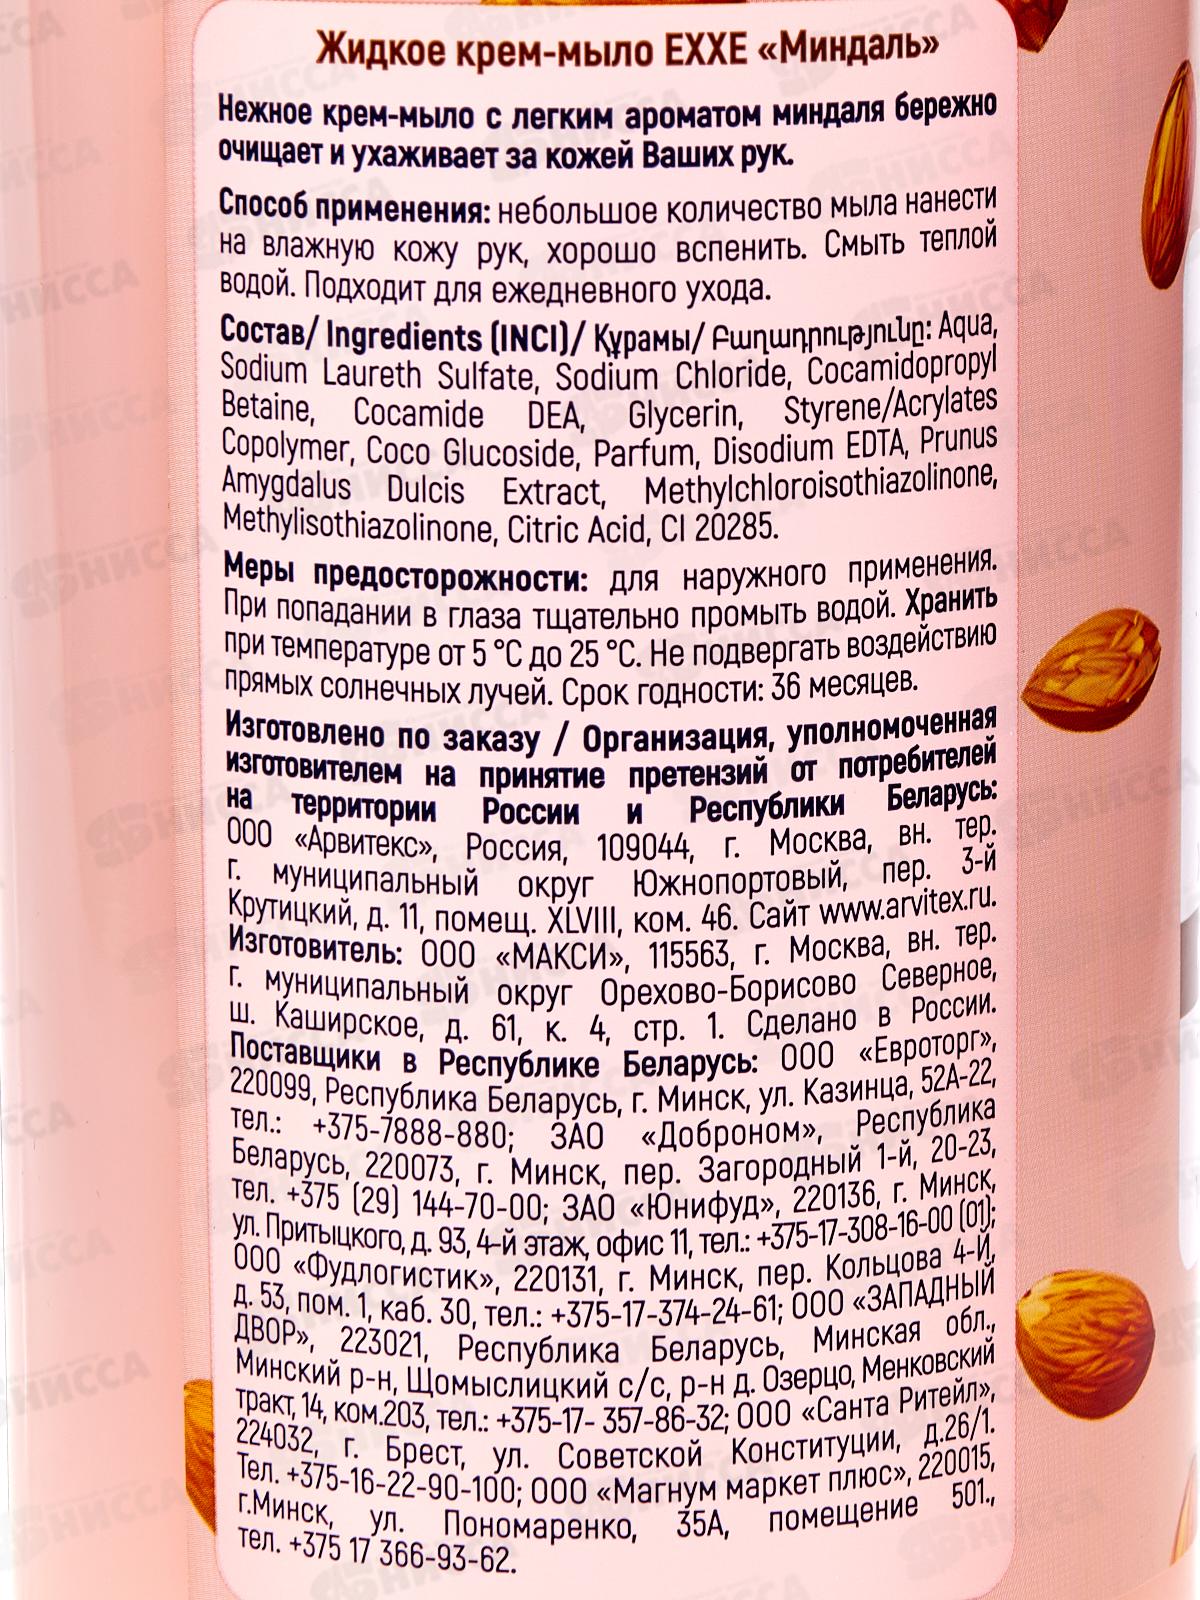 Жидкое крем-мыло EXXE «Миндаль»
Нежное крем-мыло с легким ароматом миндаля бережно
очищает и ухаживает за кожей Ваших рук.
Способ применения: небольшое количество мыла нанести
на влажную кожу рук, хорошо вспенить. Смыть теплой
водой. Подходит для ежедневного ухода.
Состав/ Ingredients (INCI)/ Құрамы/ Բաղադրությունը: Aqua,
Sodium Laureth Sulfate, Sodium Chloride, Cocamidopropyl
Betaine, Cocamide DEA, Glycerin, Styrene/Acrylates
Copolymer, Coco Glucoside, Parfum, Disodium EDTA, Prunus
Amygdalus Dulcis Extract, Methylchloroisothiazolinone,
Methylisothiazolinone, Citric Acid, CI 20285.
Меры предосторожности: для наружного применения.
При попадании в глаза тщательно промыть водой. Хранить
при температуре от 5 °C до 25 °C. Не подвергать воздействию
прямых солнечных лучей. Срок годности: 36 месяцев.
Изготовлено по заказу / Организация, уполномоченная
изготовителем на принятие претензий от потребителей
на территории России и Республики Беларусь:
ООО «Арвитекс», Россия, 109044, г. Москва, вн. тер.
г. муниципальный округ Южнопортовый, пер. 3-й
Крутицкий, д. 11, помещ. XLVIII, ком. 46. Сайт www.arvitex.ru.
Изготовитель: ООО «МАКСИ», 115563, г. Москва, вн. тер.
г. муниципальный округ Орехово-Борисово Северное,
ш. Каширское, д. 61, к. 4, стр. 1. Сделано в России.
Поставщики в Республике Беларусь: ООО «Евроторг»,
220099, Республика Беларусь, г. Минск, ул. Казинца, 52А-22,
тел.: +375-7888-880; ЗАО «Доброном», Республика
Беларусь, 220073, г. Минск, пер. Загородный 1-й, 20-23,
тел. +375 (29) 144-70-00; ЗАО «Юнифуд», 220136, г. Минск,
ул. Притыцкого, д. 93, 4-й этаж, офис 11, тел.: +375-17-308-16-00 (01);
ООО «Фудлогистик», 220131, г. Минск, пер. Кольцова 4-Й,
д. 53, пом. 1, каб. 30, тел.: +375-17-374-24-61; ООО «ЗАПАДНЫЙ
ДВОР», 223021, Республика Беларусь, Минская обл.,
Минский р-н, Щомыслицкий с/с, р-н д. Озерцо, Менковский
тракт, 14, ком.203, тел.: +375-17- 357-86-32; ООО «Санта Ритейл»,
224032, г. Брест, ул. Советской Конституции, д.26/1.
Тел. +375-16-22-90-100; ООО «Магнум маркет плюс», 220015,
г.Минск, ул. Пономаренко, 35А, помещение 501.,
тел. +375 17 366-93-62.